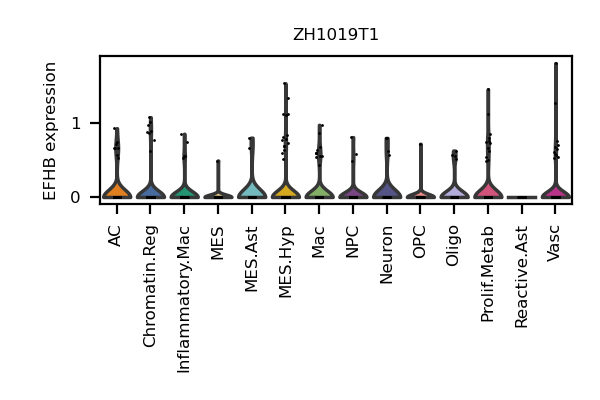 ZH1019T1
EFHB expression
1
0
AC
Chromatin.Reg
Inflammatory.Mac
MES
MES.Ast
MES.Hyp
Mac
NPC
Neuron
OPC
Oligo
Prolif.Metab
Reactive.Ast
Vasc